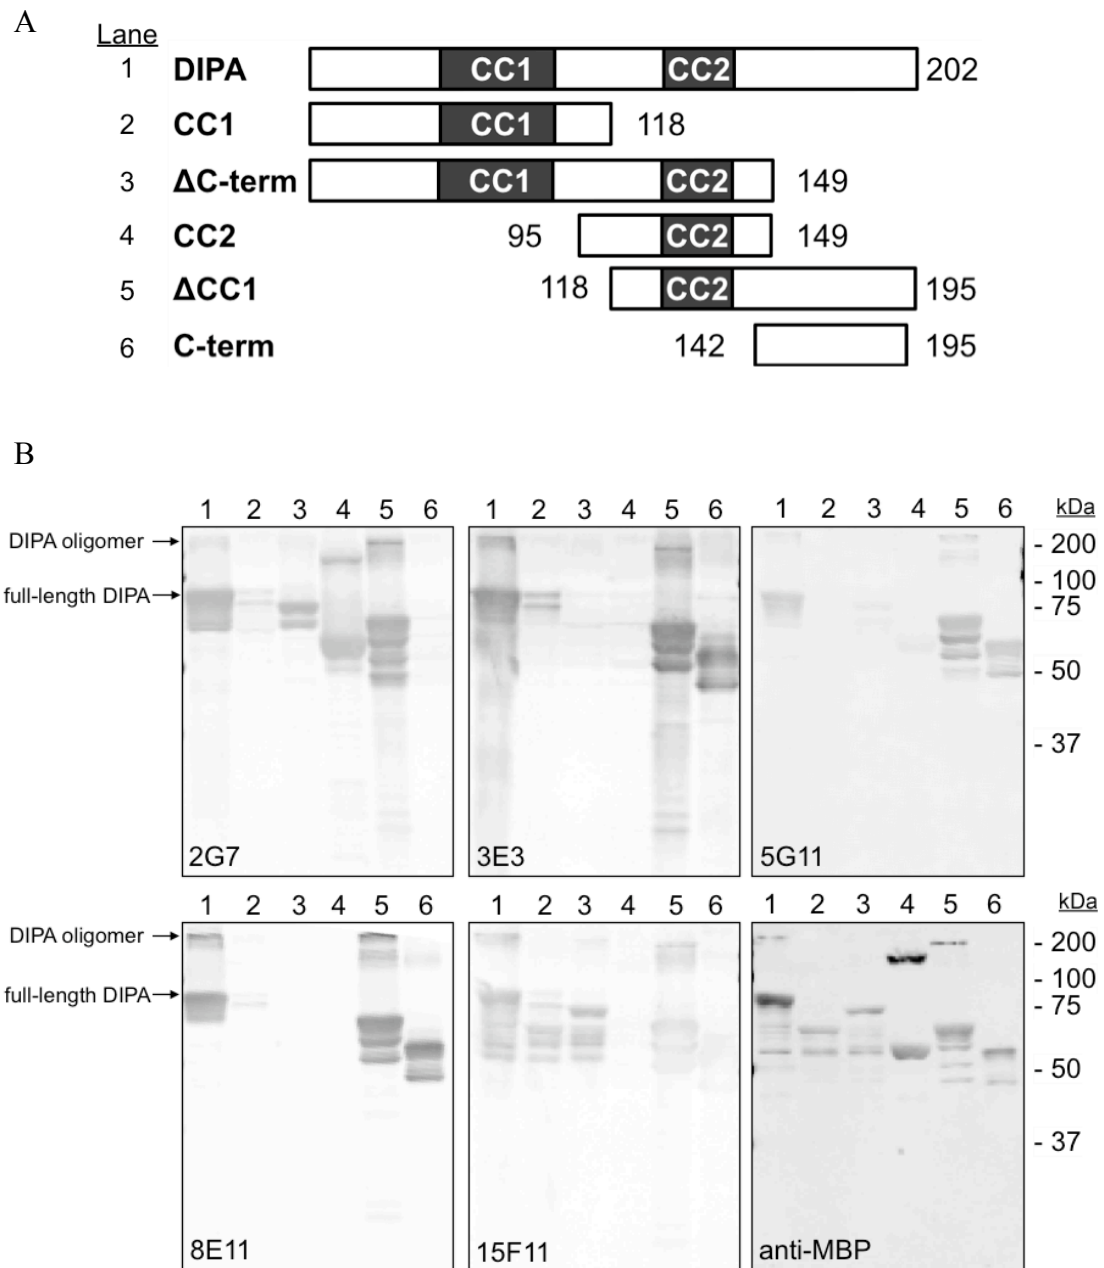 A
Lane
1 DIPA CC1 CC2 202
2 CC1 CC1 118
3 ΔC-term CC1 CC2 149
4 CC2 95 CC2 149
5 ΔCC1 118 CC2 195
6 C-term 142 195
B
1 2 3 4 5 6 1 2 3 4 5 6 1 2 3 4 5 6 kDa
DIPA oligomer - 200
- 100
full-length DIPA - 75
- 50
- 37
2G7 3E3 5G11
1 2 3 4 5 6 1 2 3 4 5 6 1 2 3 4 5 6 kDa
DIPA oligomer - 200
- 100
full-length DIPA - 75
- 50
- 37
8E11 15F11 anti-MBP